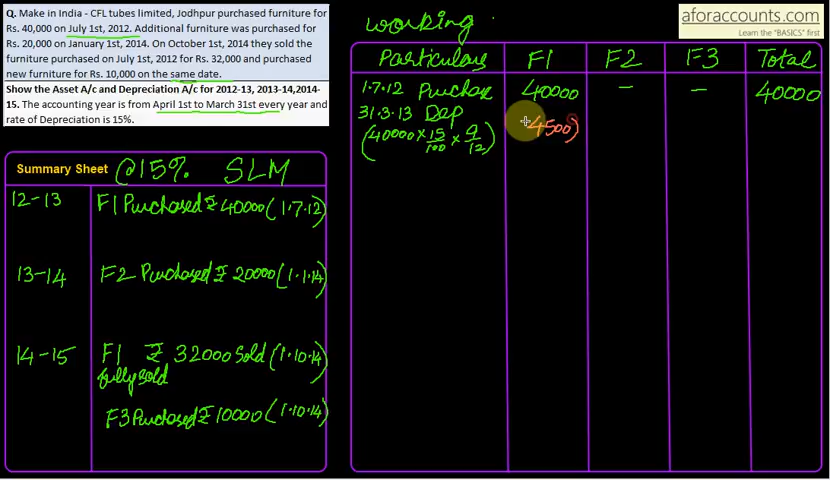 Q. Make in India - CFL tubes limited, Jodhpur purchased furniture for
Rs. 40,000 on July 1st, 2012. Additional furniture was purchased for
Rs. 20,000 on January 1st, 2014. On October 1st, 2014 they sold the
furniture purchased on July 1st, 2012 for Rs. 32,000 and purchased
new furniture for Rs. 10,000 on the same date.
Show the Asset A/c and Depreciation A/c for 2012-13, 2013-14,2014-
15. The accounting year is from April 1st to March 31st every year and
rate of Depreciation is 15%.
Summary Sheet @15% SLM
12-13 F1 Purchased ₹ 40000 (1.7.12)
13-14 F2 Purchased ₹ 20000 (1.1.14)
14-15 F1 ₹ 32000 Sold (1.10.14)
fully sold
F3 Purchased ₹ 10000 (1.10.14)
working
aforaccounts.com
Learn the "BASICS" first
Particulars F1 F2 F3 Total
1.7.12 Purchase 40000 - - 40000
31.3.13 Dep
(40000 × 15/100 × 9/12) 4500)